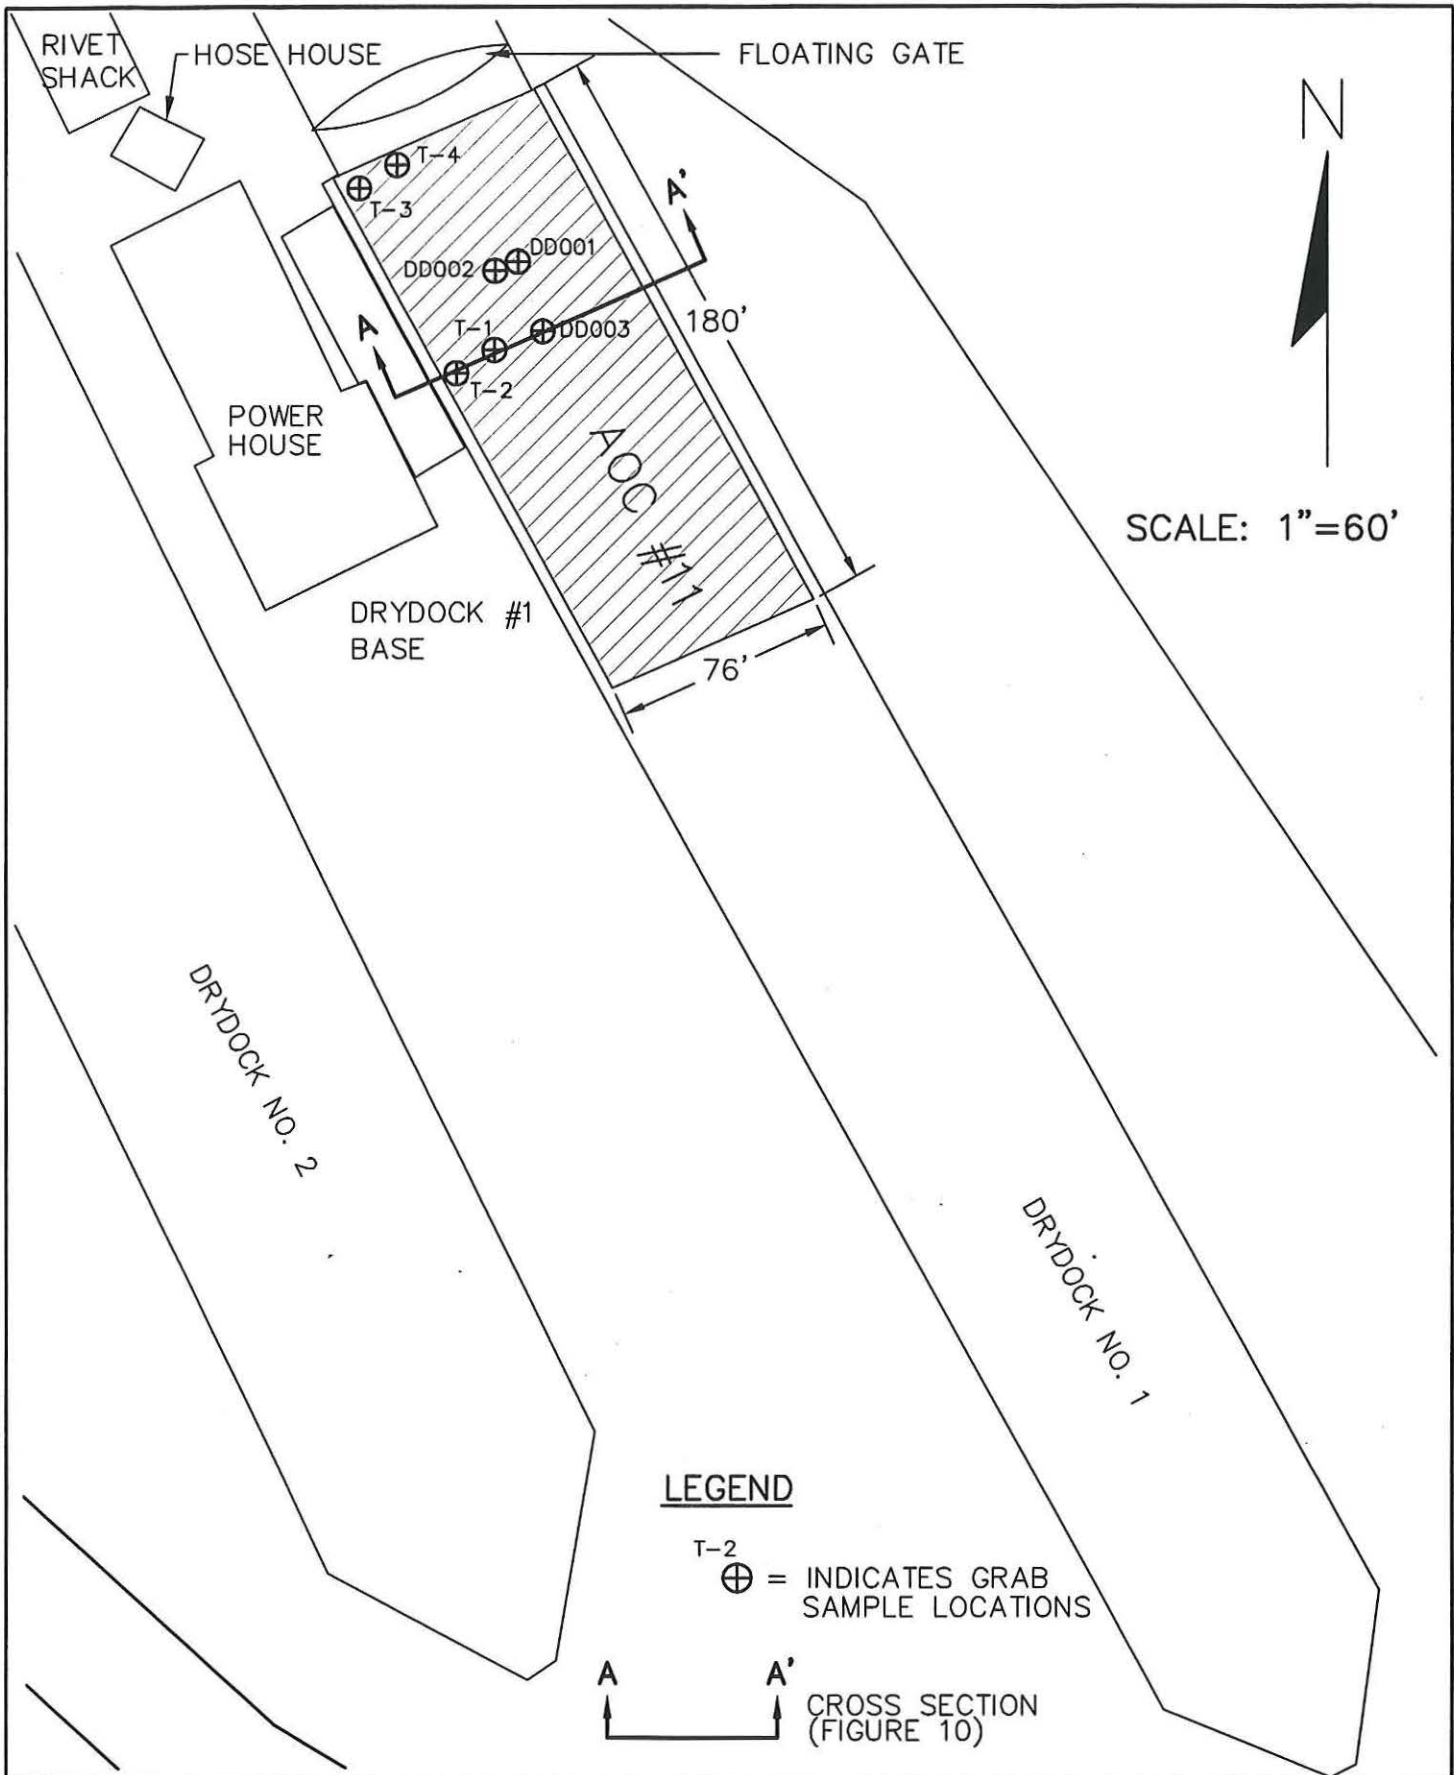 RIVET
SHACK
HOSE HOUSE
FLOATING GATE
N
T-4
T-3
A'
DD001
DD002
180'
T-1
DD003
A
T-2
POWER
HOUSE
AOC #11
SCALE: 1"=60'
DRYDOCK #1
BASE
76'
DRYDOCK NO. 2
DRYDOCK NO. 1
LEGEND
T-2
= INDICATES GRAB
SAMPLE LOCATIONS
A A'
CROSS SECTION
(FIGURE 10)